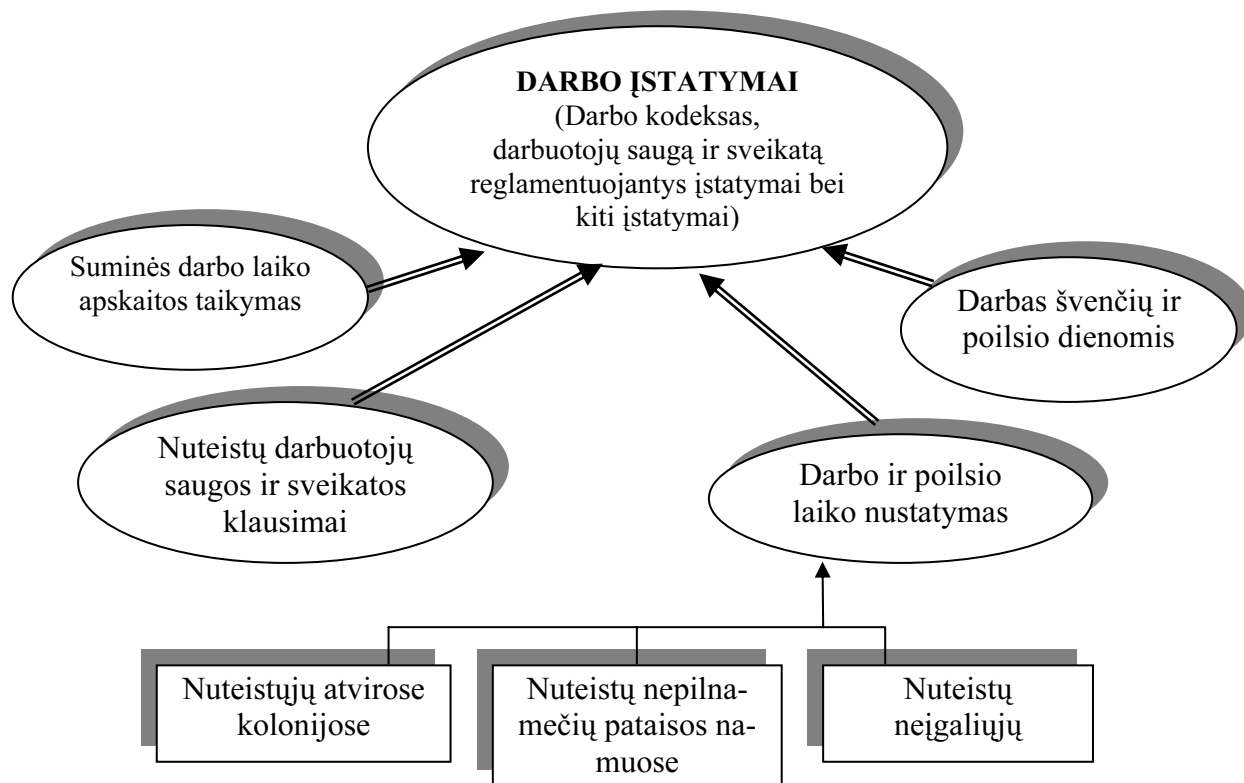 DARBO ĮSTATYMAI
(Darbo kodeksas,
darbuotojų saugą ir sveikatą
reglamentuojantys įstatymai bei
kiti įstatymai)
Suminės darbo laiko
apskaitos taikymas
Darbas švenčių ir
poilsio dienomis
Nuteistų darbuotojų
saugos ir sveikatos
klausimai
Darbo ir poilsio
laiko nustatymas
Nuteistųjų atvirose
kolonijose
Nuteistų nepilna-
mečių pataisos na-
muose
Nuteistų
neįgaliųjų